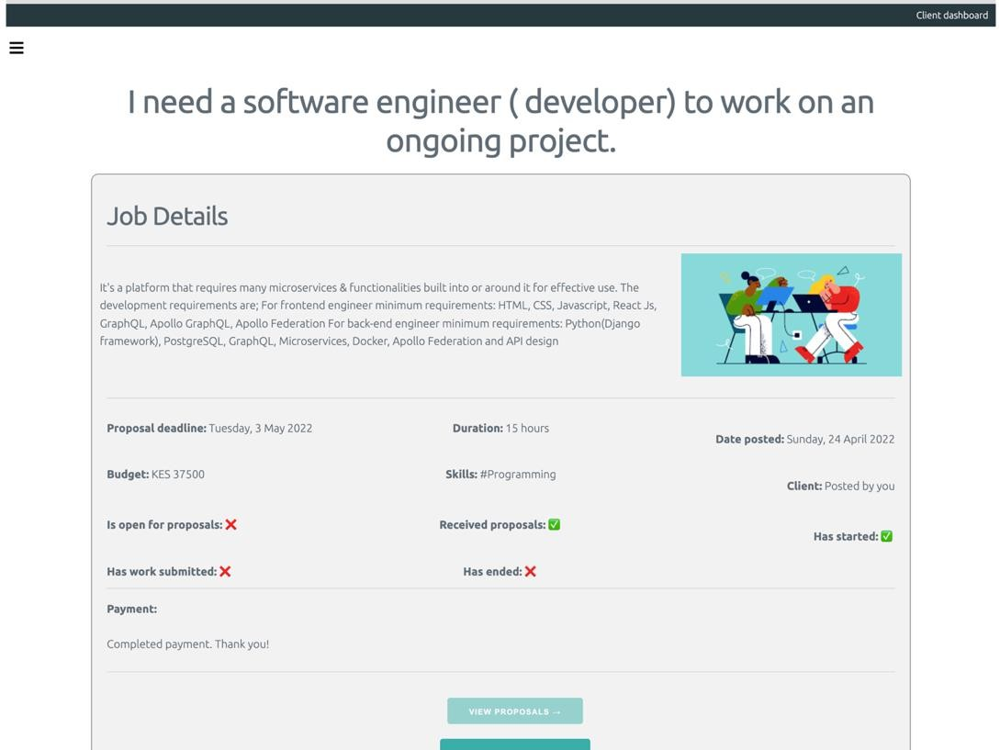 Client dashboard
I need a software engineer ( developer) to work on an
ongoing project.
Job Details
It's a platform that requires many microservices & functionalities built into or around it for effective use. The
development requirements are; For frontend engineer minimum requirements: HTML, CSS, Javascript, React Js,
GraphQL, Apollo GraphQL, Apollo Federation For back-end engineer minimum requirements: Python(Django
framework), PostgreSQL, GraphQL, Microservices, Docker, Apollo Federation and API design
Proposal deadline: Tuesday, 3 May 2022
Duration: 15 hours
Date posted: Sunday, 24 April 2022
Budget: KES 37500
Skills: #Programming
Client: Posted by you
Is open for proposals: ❌
Received proposals: ✅
Has started: ✅
Has work submitted: ❌
Has ended: ❌
Payment:
Completed payment. Thank you!
VIEW PROPOSALS →